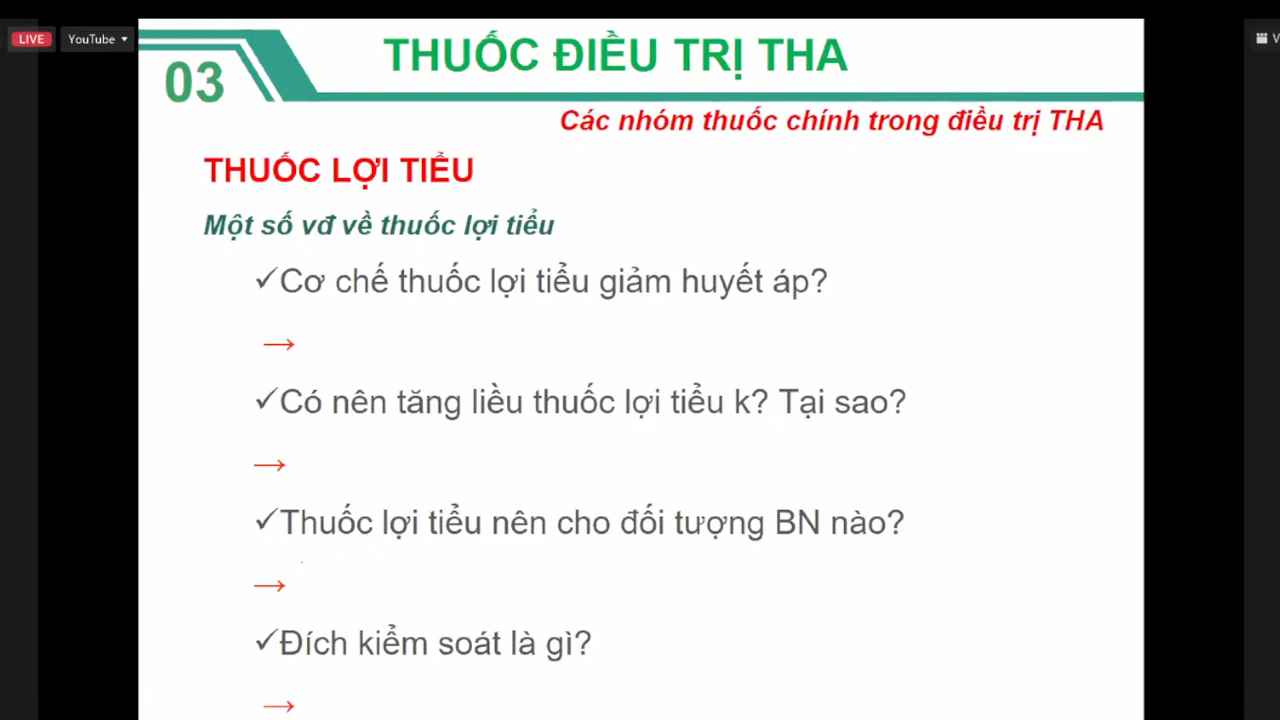 LIVE
YouTube
V
03
THUỐC ĐIỀU TRỊ THA
Các nhóm thuốc chính trong điều trị THA
THUỐC LỢI TIỂU
Một số vđ về thuốc lợi tiểu
✓Cơ chế thuốc lợi tiểu giảm huyết áp?
→
✓Có nên tăng liều thuốc lợi tiểu k? Tại sao?
→
✓Thuốc lợi tiểu nên cho đối tượng BN nào?
→
✓Đích kiểm soát là gì?
→